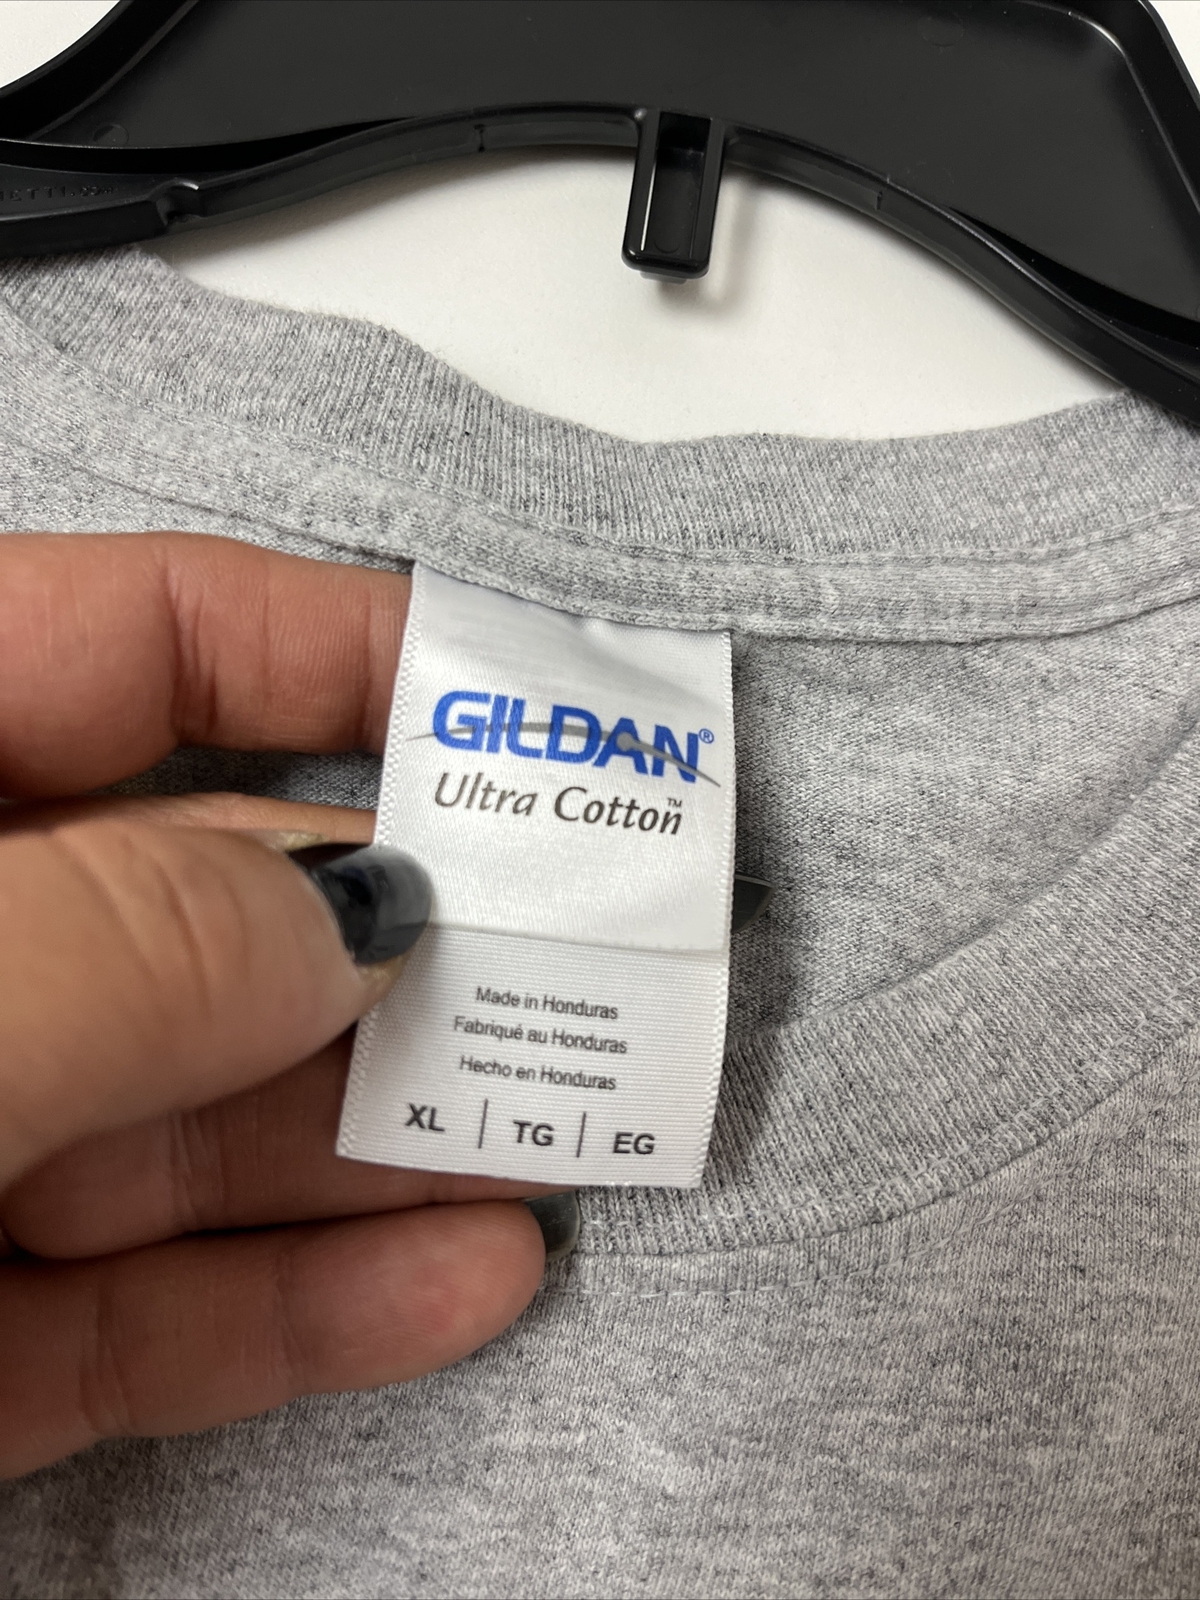 GILDAN®
Ultra Cotton™
Made in Honduras
Fabriqué au Honduras
Hecho en Honduras
XL | TG | EG